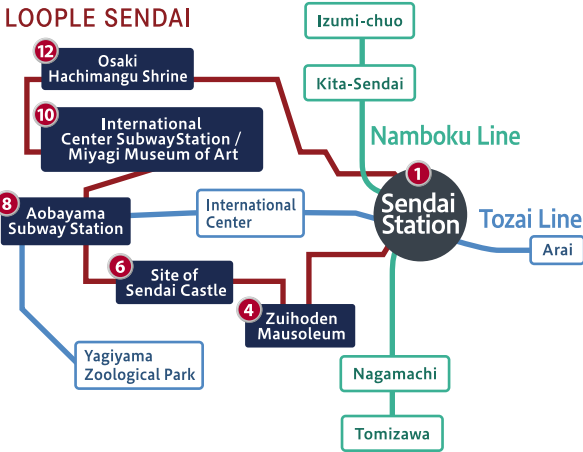 LOOPLE SENDAI
Izumi-chuo
12
Osaki
Hachimangu Shrine
Kita-Sendai
10
International
Center SubwayStation /
Miyagi Museum of Art
Namboku Line
1
Sendai
Station
8
Aobayama
Subway Station
International
Center
Tozai Line
Arai
6
Site of
Sendai Castle
4
Zuihoden
Mausoleum
Yagiyama
Zoological Park
Nagamachi
Tomizawa